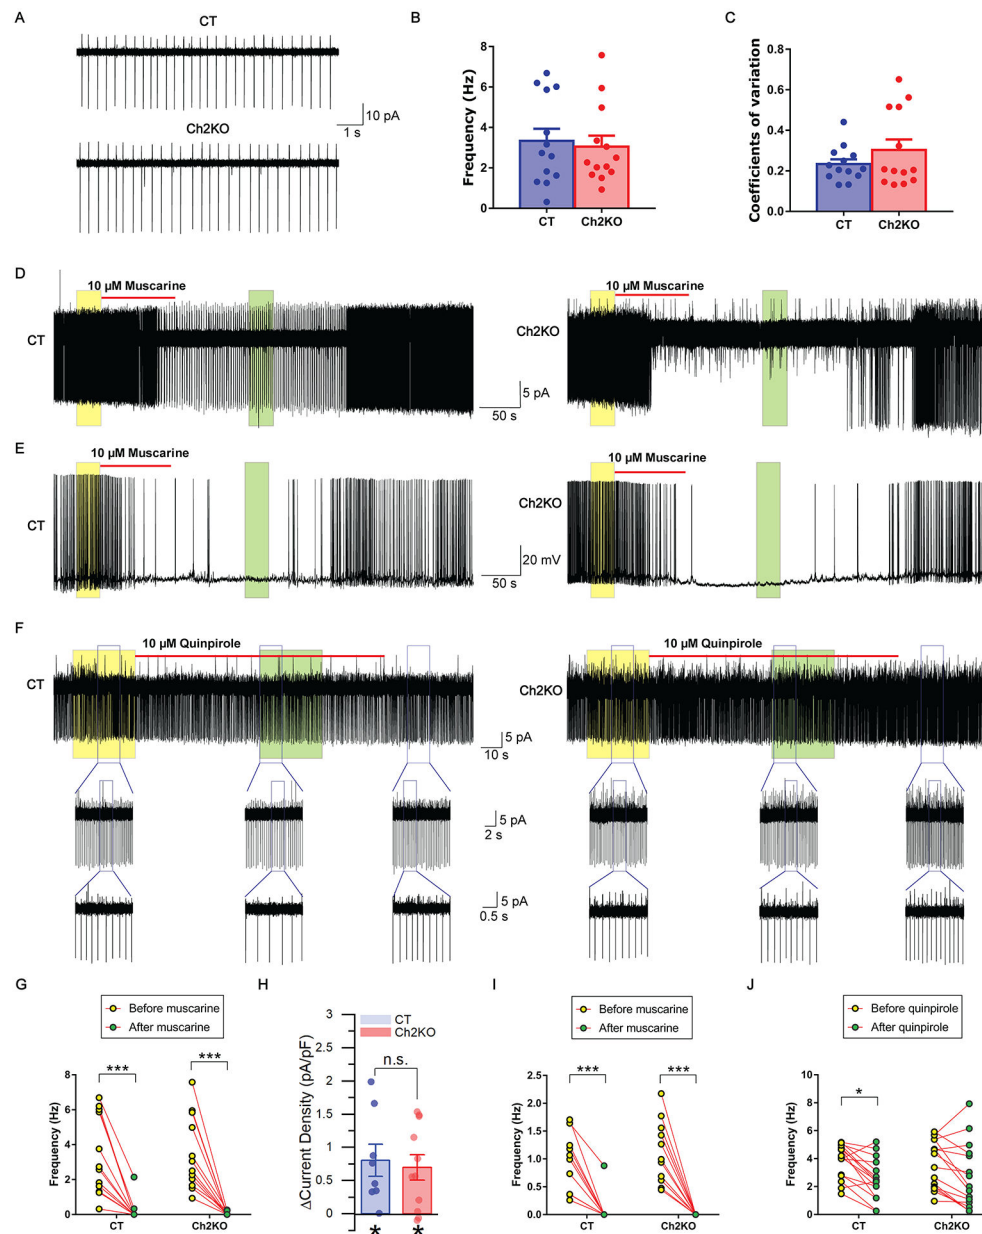 A
CT
10 pA
1 s
Ch2KO
B
Frequency (Hz)
8
6
4
2
0
CT
Ch2KO
C
Coefficients of variation
0.8
0.6
0.4
0.2
0.0
CT
Ch2KO
D
10 µM Muscarine
CT
5 pA
50 s
10 µM Muscarine
Ch2KO
E
10 µM Muscarine
CT
20 mV
50 s
10 µM Muscarine
Ch2KO
F
10 µM Quinpirole
CT
5 pA
10 s
10 µM Quinpirole
Ch2KO
5 pA
2 s
5 pA
0.5 s
G
Before muscarine
After muscarine
Frequency (Hz)
8
6
4
2
0
***
***
CT
Ch2KO
H
ΔCurrent Density (pA/pF)
3
2.5
2
1.5
1
0.5
0
CT
Ch2KO
n.s.
*
*
I
Before muscarine
After muscarine
Frequency (Hz)
2.5
2.0
1.5
1.0
0.5
0.0
***
***
CT
Ch2KO
J
Before quinpirole
After quinpirole
Frequency (Hz)
10
8
6
4
2
0
*
CT
Ch2KO